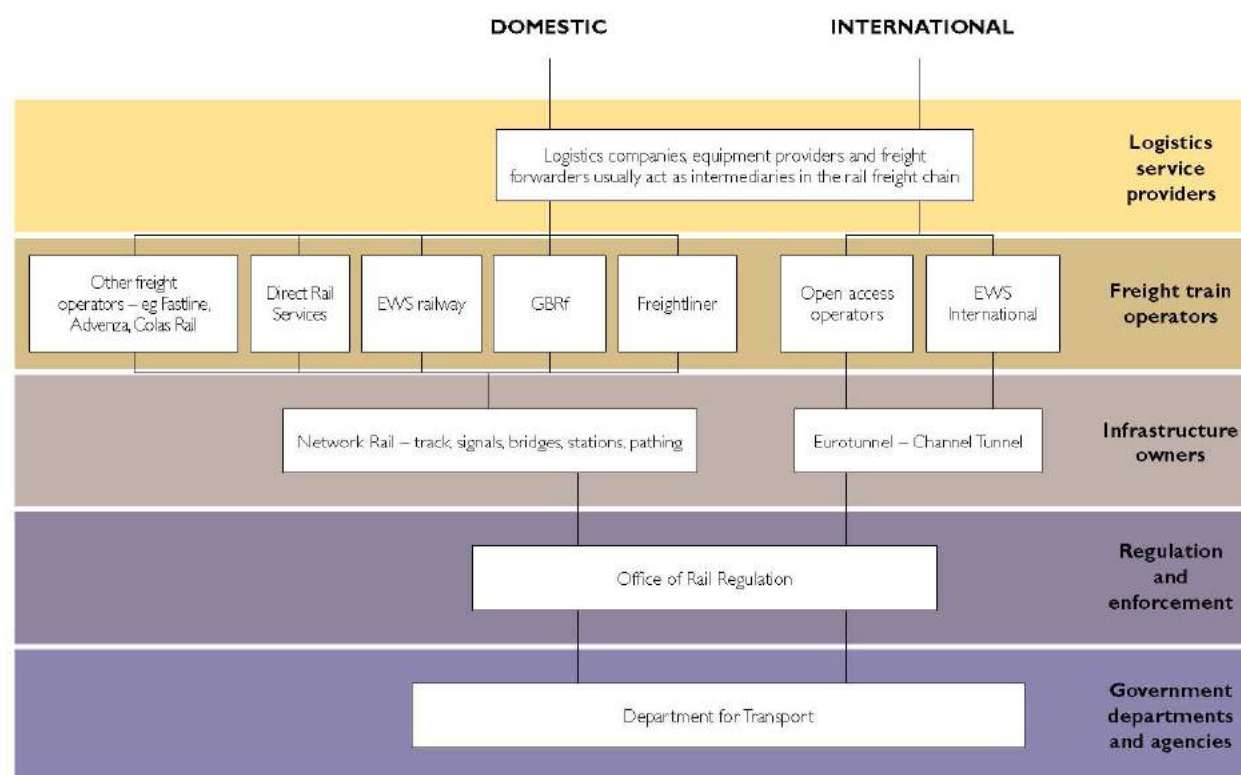 DOMESTIC
INTERNATIONAL
Logistics companies, equipment providers and freight
forwarders usually act as intermediaries in the rail freight chain
Logistics
service
providers
Other freight
operators – eg Fastline,
Advenza, Colas Rail
Direct Rail
Services
EWS railway
GBRf
Freightliner
Open access
operators
EWS
International
Freight train
operators
Network Rail – track, signals, bridges, stations, pathing
Eurotunnel – Channel Tunnel
Infrastructure
owners
Office of Rail Regulation
Regulation
and
enforcement
Department for Transport
Government
departments
and agencies